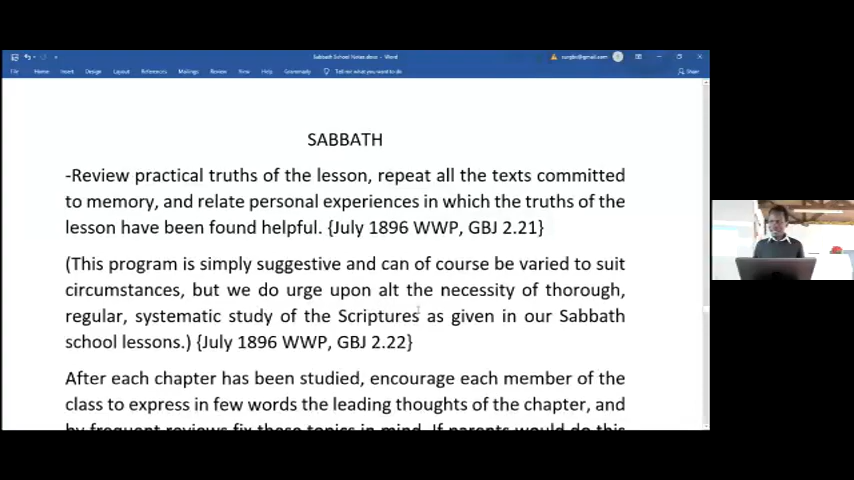 Sabbath School Notes.docx - Word
File Home Insert Design Layout References Mailings Review View Help Grammarly Tell me what you want to do Share
SABBATH
-Review practical truths of the lesson, repeat all the texts committed
to memory, and relate personal experiences in which the truths of the
lesson have been found helpful. {July 1896 WWP, GBJ 2.21}
(This program is simply suggestive and can of course be varied to suit
circumstances, but we do urge upon alt the necessity of thorough,
regular, systematic study of the Scriptures as given in our Sabbath
school lessons.) {July 1896 WWP, GBJ 2.22}
After each chapter has been studied, encourage each member of the
class to express in few words the leading thoughts of the chapter, and
by frequent reviews fix these topics in mind. If parents would do this